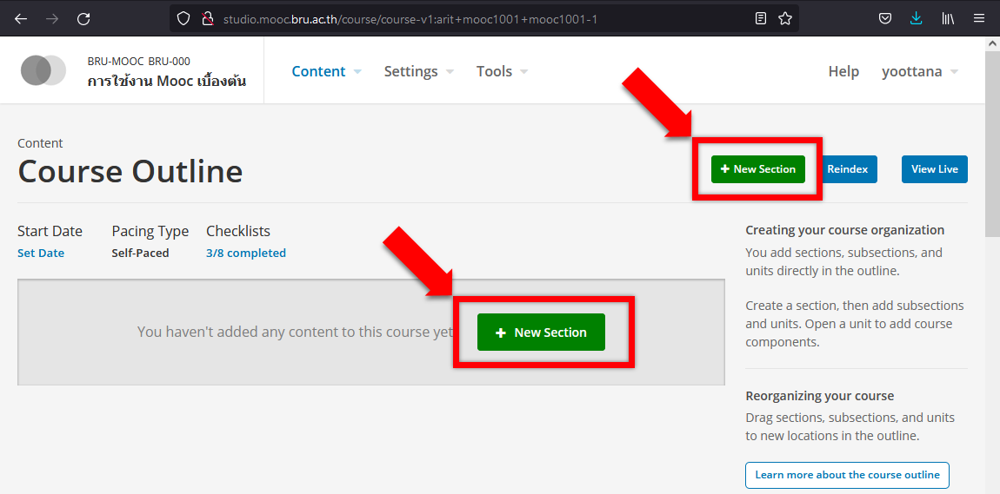 studio.mooc.bru.ac.th/course/course-v1:arit+mooc1001+mooc1001-1
BRU-MOOC BRU-000
การใช้งาน Mooc เบื้องต้น
Content
Settings
Tools
Help
yoottana
Content
Course Outline
+ New Section
Reindex
View Live
Start Date
Set Date
Pacing Type
Self-Paced
Checklists
3/8 completed
You haven't added any content to this course yet
+ New Section
Creating your course organization
You add sections, subsections, and
units directly in the outline.
Create a section, then add subsections
and units. Open a unit to add course
components.
Reorganizing your course
Drag sections, subsections, and units
to new locations in the outline.
Learn more about the course outline